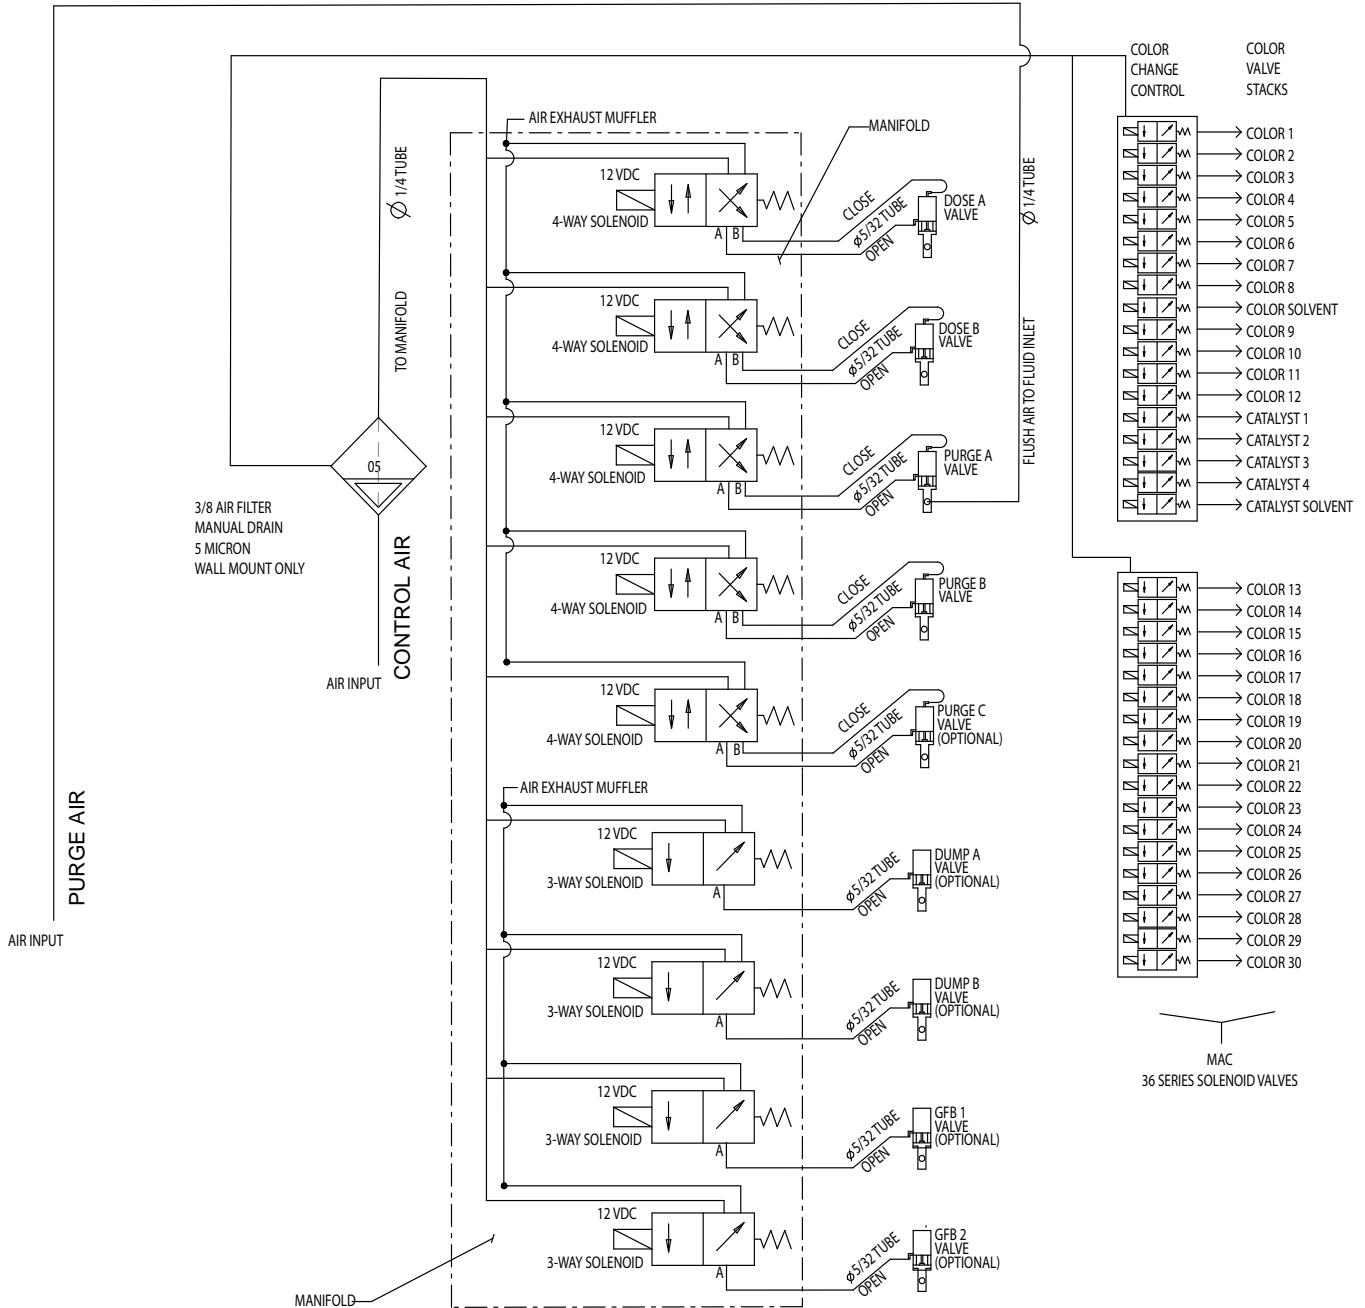 COLOR
CHANGE
CONTROL
COLOR
VALVE
STACKS
AIR EXHAUST MUFFLER
MANIFOLD
Ø 1/4 TUBE
TO MANIFOLD
12 VDC
4-WAY SOLENOID
A B
CLOSE
Ø5/32 TUBE
OPEN
DOSE A
VALVE
12 VDC
4-WAY SOLENOID
A B
CLOSE
Ø5/32 TUBE
OPEN
DOSE B
VALVE
12 VDC
4-WAY SOLENOID
A B
CLOSE
Ø5/32 TUBE
OPEN
PURGE A
VALVE
12 VDC
4-WAY SOLENOID
A B
CLOSE
Ø5/32 TUBE
OPEN
PURGE B
VALVE
12 VDC
4-WAY SOLENOID
A B
CLOSE
Ø5/32 TUBE
OPEN
PURGE C
VALVE
(OPTIONAL)
Ø 1/4 TUBE
FLUSH AIR TO FLUID INLET
05
3/8 AIR FILTER
MANUAL DRAIN
5 MICRON
WALL MOUNT ONLY
CONTROL AIR
AIR INPUT
PURGE AIR
AIR INPUT
AIR EXHAUST MUFFLER
12 VDC
3-WAY SOLENOID
A
Ø5/32 TUBE
OPEN
DUMP A
VALVE
(OPTIONAL)
12 VDC
3-WAY SOLENOID
A
Ø5/32 TUBE
OPEN
DUMP B
VALVE
(OPTIONAL)
12 VDC
3-WAY SOLENOID
A
Ø5/32 TUBE
OPEN
GFB 1
VALVE
(OPTIONAL)
12 VDC
3-WAY SOLENOID
A
Ø5/32 TUBE
OPEN
GFB 2
VALVE
(OPTIONAL)
MANIFOLD
COLOR 1
COLOR 2
COLOR 3
COLOR 4
COLOR 5
COLOR 6
COLOR 7
COLOR 8
COLOR SOLVENT
COLOR 9
COLOR 10
COLOR 11
COLOR 12
CATALYST 1
CATALYST 2
CATALYST 3
CATALYST 4
CATALYST SOLVENT
COLOR 13
COLOR 14
COLOR 15
COLOR 16
COLOR 17
COLOR 18
COLOR 19
COLOR 20
COLOR 21
COLOR 22
COLOR 23
COLOR 24
COLOR 25
COLOR 26
COLOR 27
COLOR 28
COLOR 29
COLOR 30
MAC
36 SERIES SOLENOID VALVES